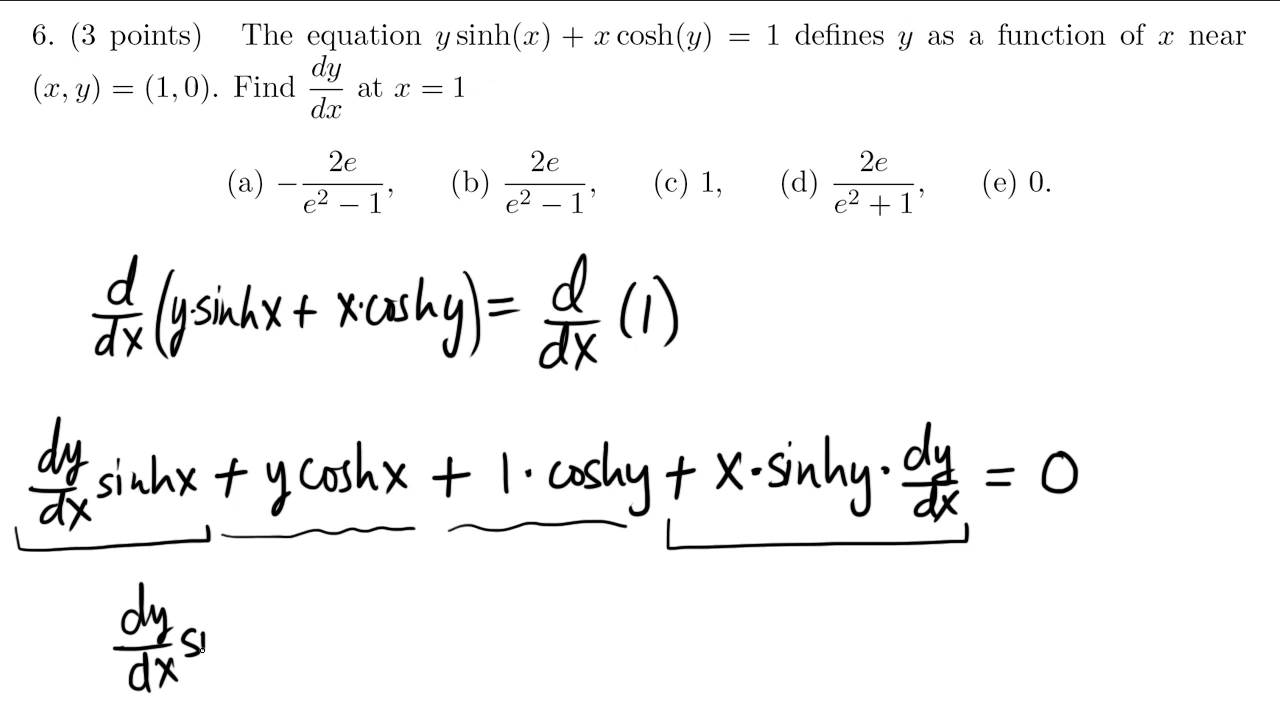 6. (3 points) The equation y sinh(x) + x cosh(y) = 1 defines y as a function of x near
(x, y) = (1, 0). Find dy/dx at x = 1
(a) −2e/(e² − 1), (b) 2e/(e² − 1), (c) 1, (d) 2e/(e² + 1), (e) 0.
d/dx (y·sinhx + x·coshy) = d/dx (1)
dy/dx sinhx + y coshx + 1 · coshy + x · sinhy · dy/dx = 0
dy/dx si